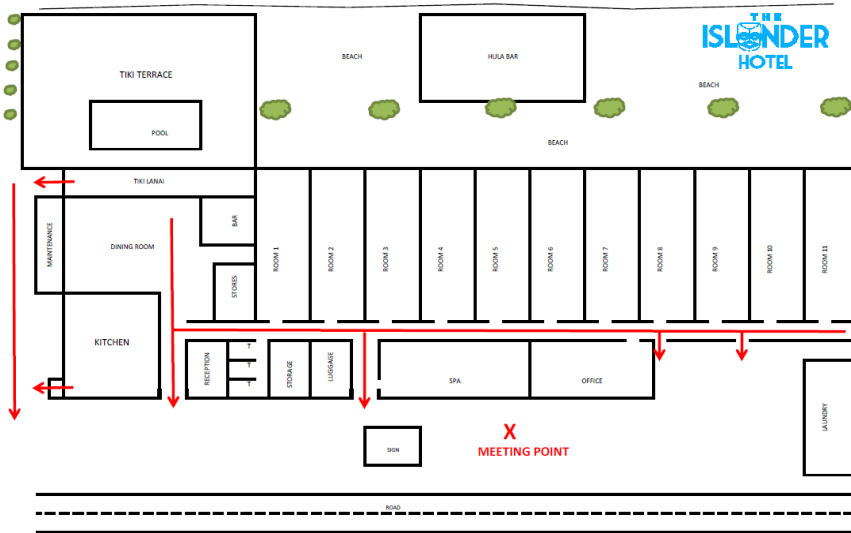 THE
ISLANDER
HOTEL
TIKI TERRACE
BEACH
HULA BAR
BEACH
POOL
BEACH
TIKI LANAI
MAINTENANCE
DINING ROOM
BAR
STORES
ROOM 1
ROOM 2
ROOM 3
ROOM 4
ROOM 5
ROOM 6
ROOM 7
ROOM 8
ROOM 9
ROOM 10
ROOM 11
KITCHEN
RECEPTION
T
T
T
STORAGE
LUGGAGE
SPA
OFFICE
LAUNDRY
SIGN
X
MEETING POINT
ROAD